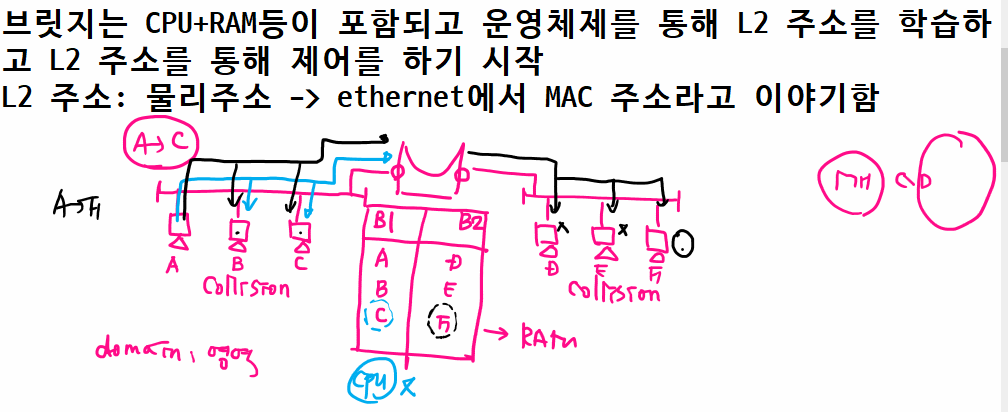 브릿지는 CPU+RAM등이 포함되고 운영체제를 통해 L2 주소를 학습하
고 L2 주소를 통해 제어를 하기 시작
L2 주소: 물리주소 -> ethernet에서 MAC 주소라고 이야기함
A→C
A→F
B1 B2
A D
B E
C F
A B C
D E F
Collision
Collision
RAM
domain, 영역
CPU X
CD